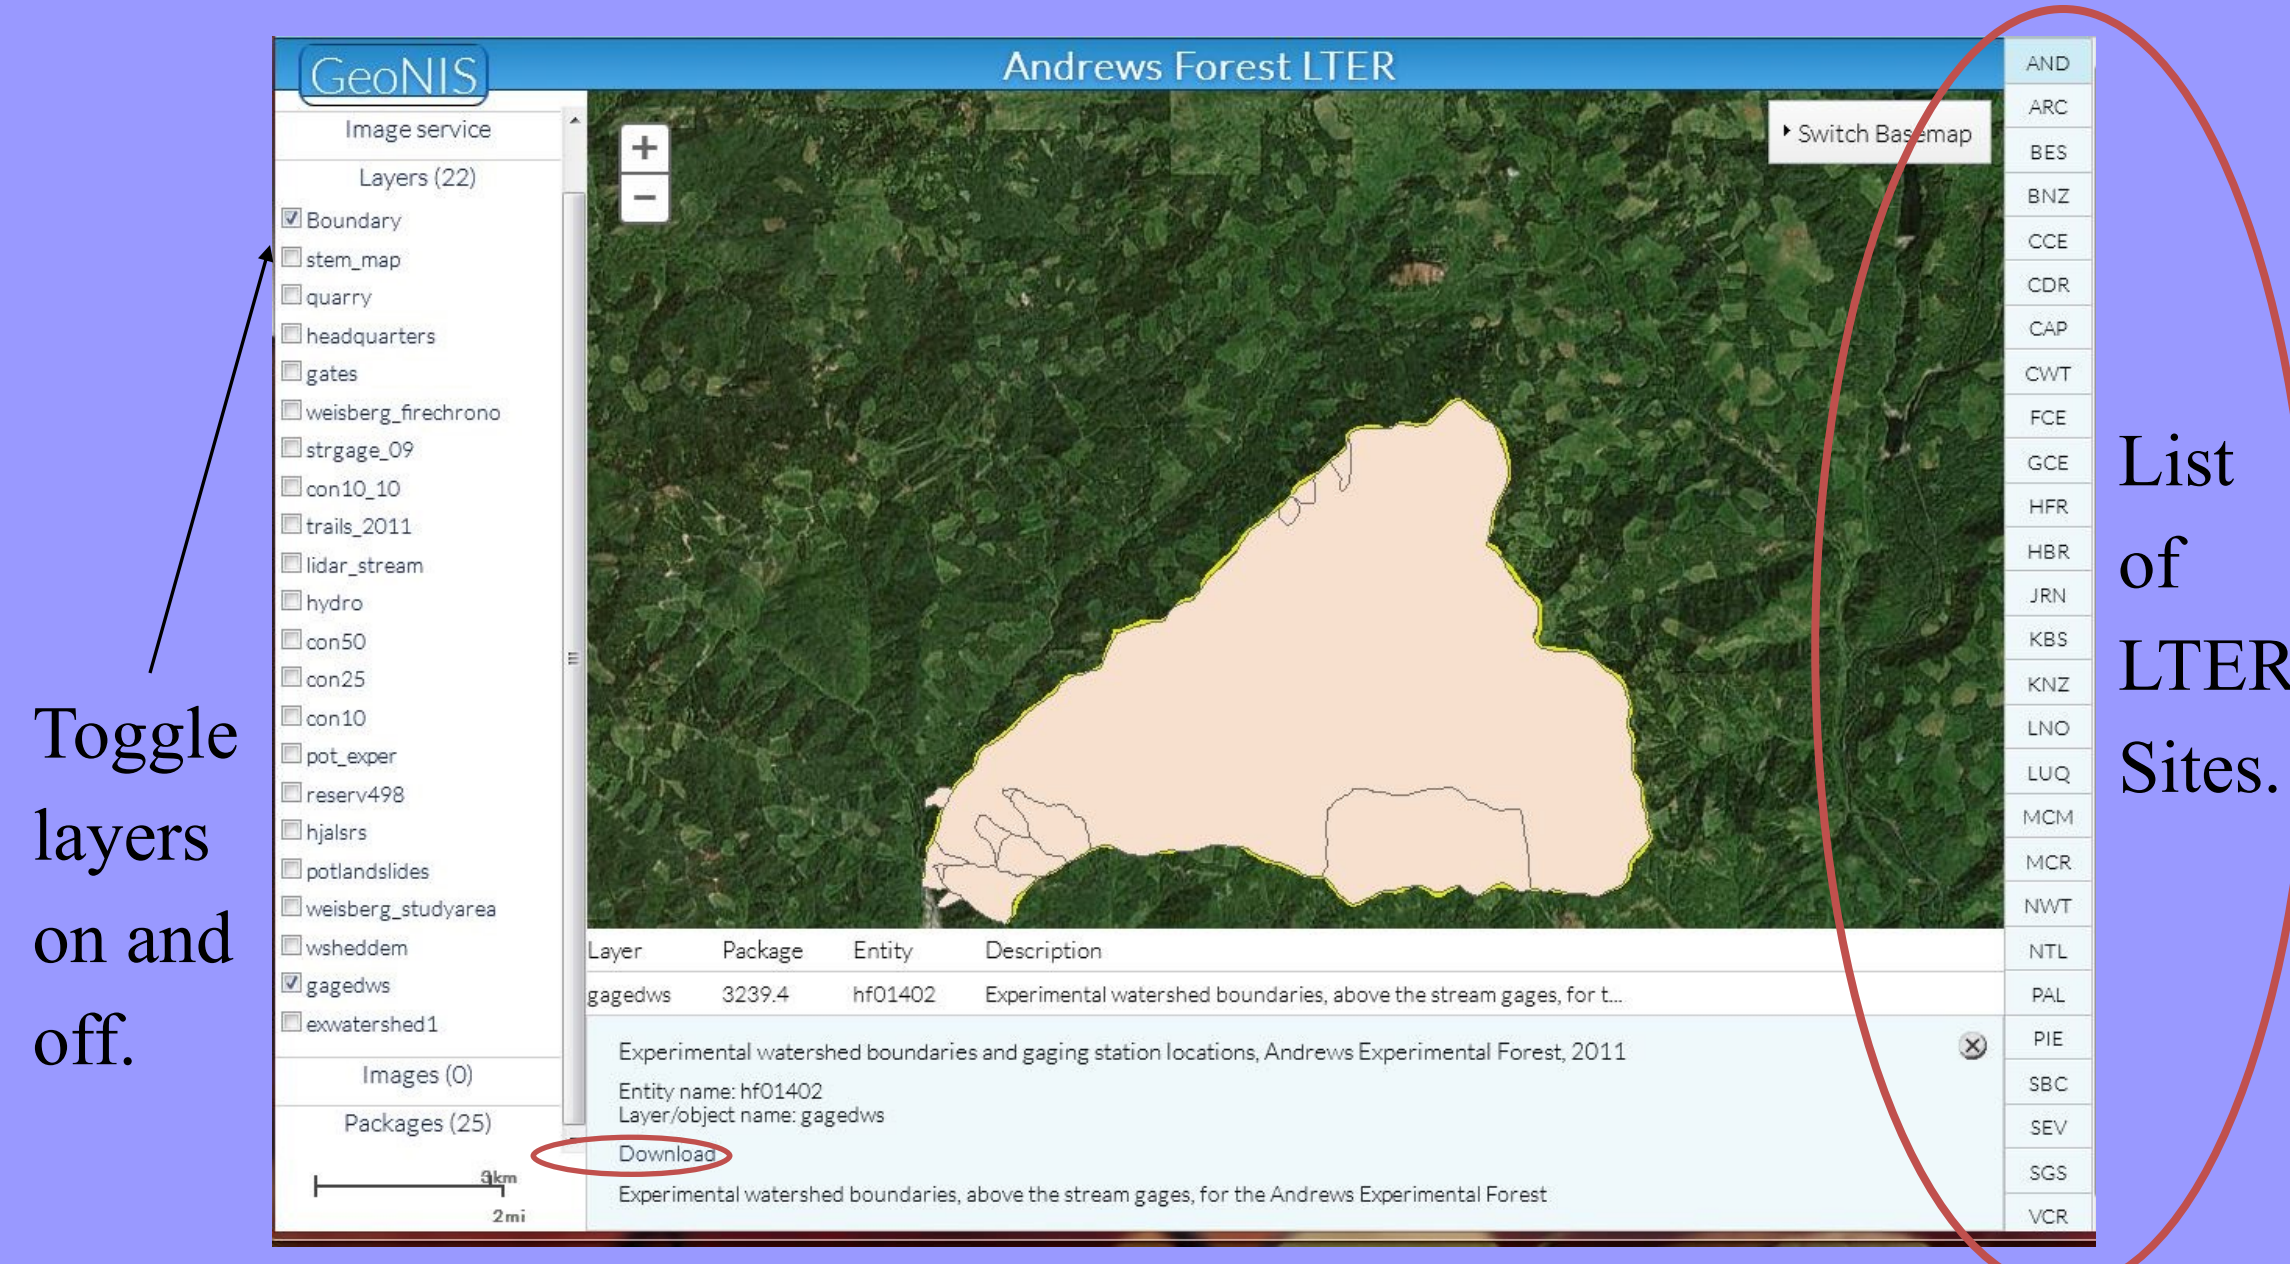 GeoNIS
Andrews Forest LTER
Image service
Layers (22)
Boundary
stem_map
quarry
headquarters
gates
weisberg_firechrono
strgage_09
con10_10
trails_2011
lidar_stream
hydro
con50
con25
con10
pot_exper
reserv498
hjalsrs
potlandslides
weisberg_studyarea
wsheddem
gagedws
exwatershed1
Images (0)
Packages (25)
3km
2mi
+
−
Switch Basemap
Layer Package Entity Description
gagedws 3239.4 hf01402 Experimental watershed boundaries, above the stream gages, for t...
Experimental watershed boundaries and gaging station locations, Andrews Experimental Forest, 2011
Entity name: hf01402
Layer/object name: gagedws
Download
Experimental watershed boundaries, above the stream gages, for the Andrews Experimental Forest
AND
ARC
BES
BNZ
CCE
CDR
CAP
CWT
FCE
GCE
HFR
HBR
JRN
KBS
KNZ
LNO
LUQ
MCM
MCR
NWT
NTL
PAL
PIE
SBC
SEV
SGS
VCR
Toggle
layers
on and
off.
List
of
LTER
Sites.